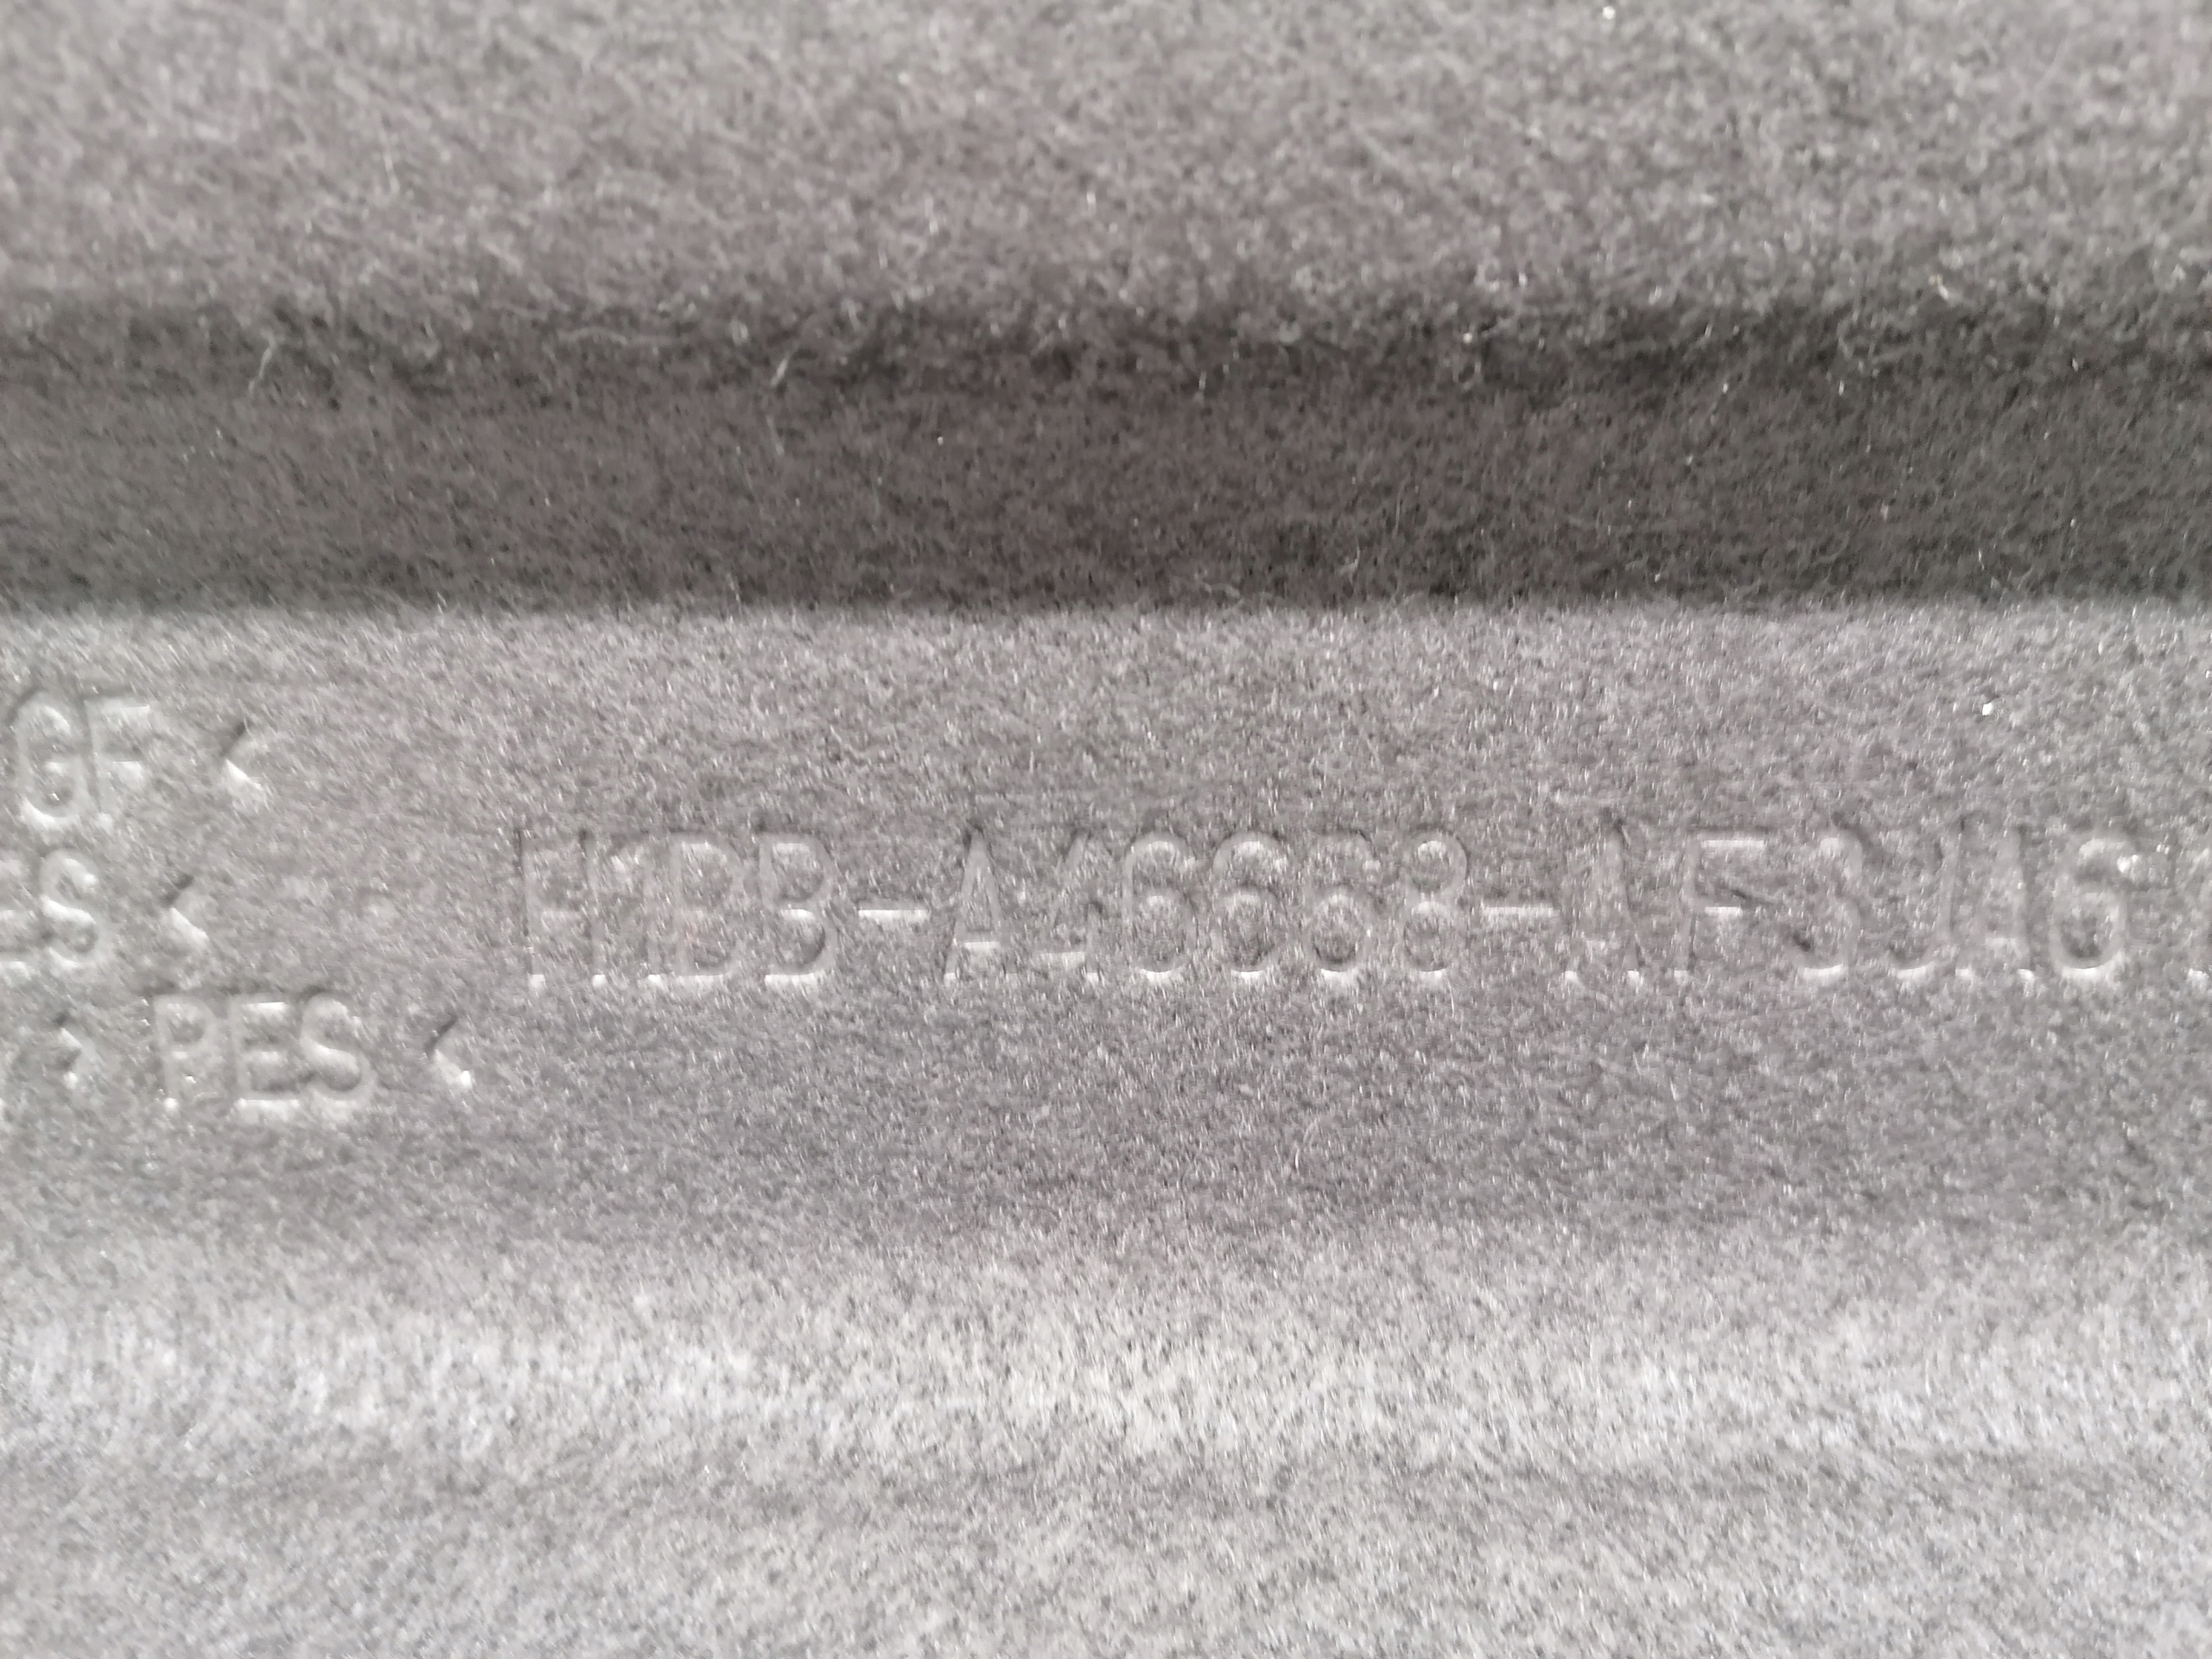 GF <
ES <
H1BB-A46668-AF3JA6
> PES <